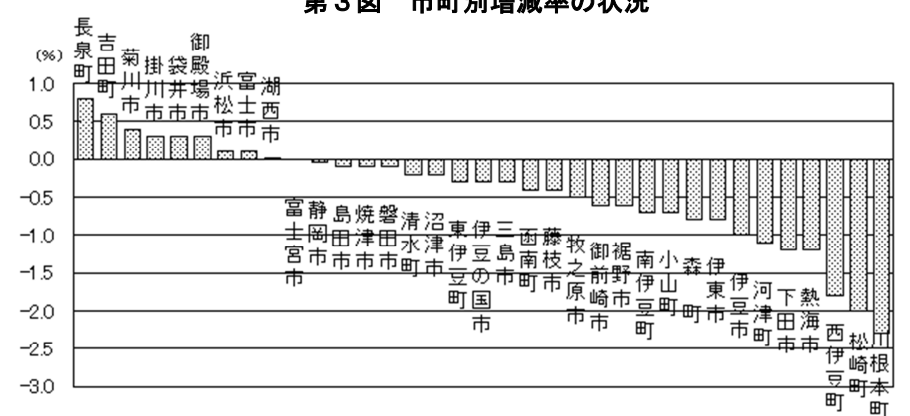 第３図　市町別増減率の状況
(%)
1.0
0.5
0.0
-0.5
-1.0
-1.5
-2.0
-2.5
-3.0
長泉町
吉田町
菊川市
掛川市
袋井市
御殿場市
浜松市
富士市
湖西市
富士宮市
静岡市
島田市
焼津市
磐田市
清水町
沼津市
東伊豆町
伊豆の国市
三島市
函南町
藤枝市
牧之原市
御前崎市
裾野市
南伊豆町
小山町
森町
伊東市
伊豆市
河津町
下田市
熱海市
西伊豆町
松崎町
川根本町